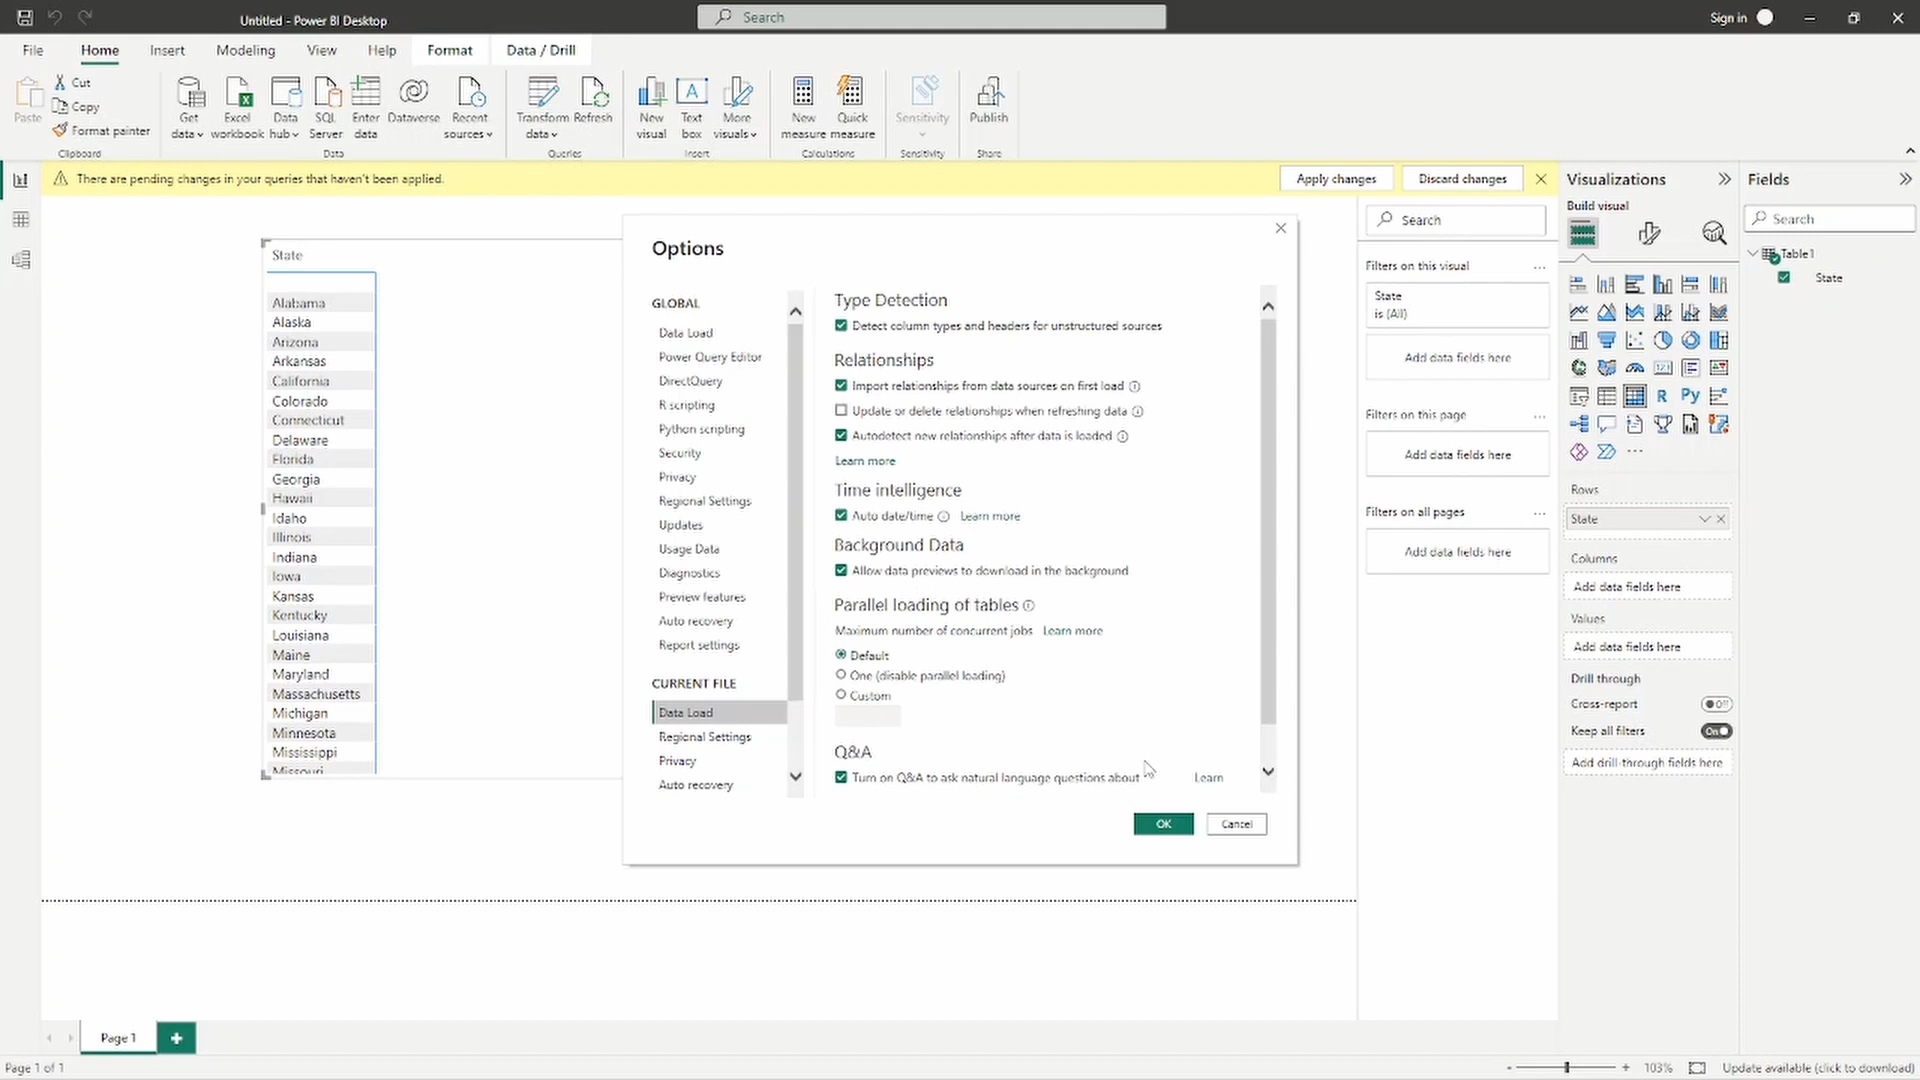 Untitled - Power BI Desktop
Search
Sign in
File
Home
Insert
Modeling
View
Help
Format
Data / Drill
Paste
Cut
Copy
Format painter
Clipboard
Get data
Excel workbook
Data hub
SQL Server
Enter data
Dataverse
Recent sources
Data
Transform data
Refresh
Queries
New visual
Text box
More visuals
Insert
New measure
Quick measure
Calculations
Sensitivity
Sensitivity
Publish
Share
There are pending changes in your queries that haven't been applied.
Apply changes
Discard changes
State
Alabama
Alaska
Arizona
Arkansas
California
Colorado
Connecticut
Delaware
Florida
Georgia
Hawaii
Idaho
Illinois
Indiana
Iowa
Kansas
Kentucky
Louisiana
Maine
Maryland
Massachusetts
Michigan
Minnesota
Mississippi
Missouri
Options
GLOBAL
Data Load
Power Query Editor
DirectQuery
R scripting
Python scripting
Security
Privacy
Regional Settings
Updates
Usage Data
Diagnostics
Preview features
Auto recovery
Report settings
CURRENT FILE
Data Load
Regional Settings
Privacy
Auto recovery
Type Detection
Detect column types and headers for unstructured sources
Relationships
Import relationships from data sources on first load
Update or delete relationships when refreshing data
Autodetect new relationships after data is loaded
Learn more
Time intelligence
Auto date/time Learn more
Background Data
Allow data previews to download in the background
Parallel loading of tables
Maximum number of concurrent jobs Learn more
Default
One (disable parallel loading)
Custom
Q&A
Turn on Q&A to ask natural language questions about Learn
OK
Cancel
Search
Filters on this visual
...
State
is (All)
Add data fields here
Filters on this page
...
Add data fields here
Filters on all pages
...
Add data fields here
Visualizations
Build visual
R
Py
123
...
Rows
State
Columns
Add data fields here
Values
Add data fields here
Drill through
Cross-report
Off
Keep all filters
On
Add drill-through fields here
Fields
Search
Table1
State
Page 1
Page 1 of 1
- + 103%
Update available (click to download)